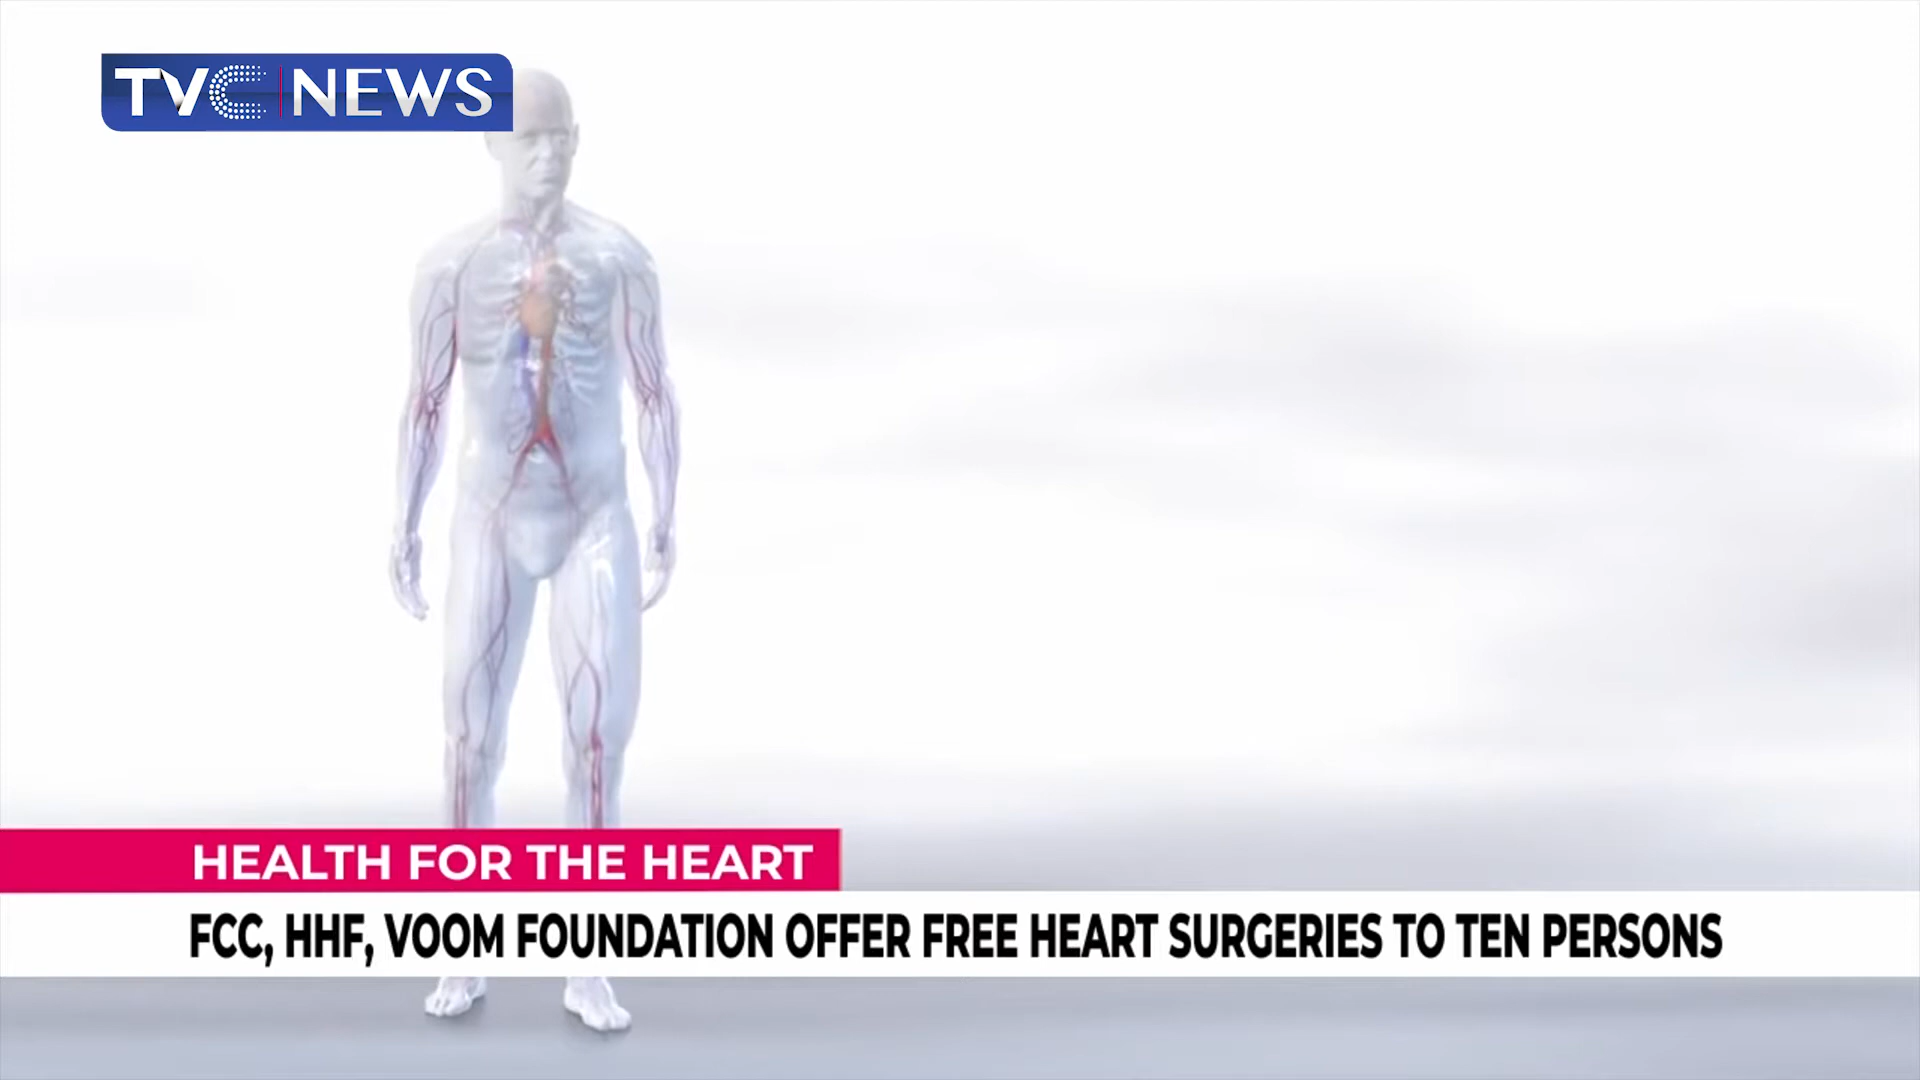 TVC NEWS
HEALTH FOR THE HEART
FCC, HHF, VOOM FOUNDATION OFFER FREE HEART SURGERIES TO TEN PERSONS